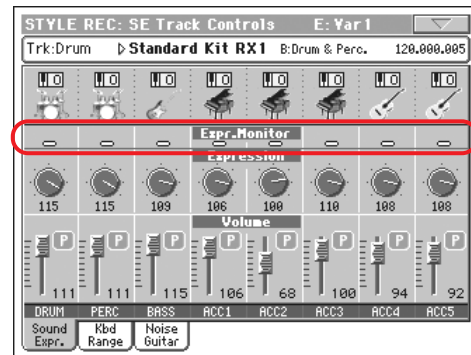 STYLE REC: SE Track Controls E: Var1
Trk:Drum ▷Standard Kit RX1 B:Drum & Perc. 120.000.005
Expr.Monitor
Expression
115 115 109 106 100 110 108 108
Volume
P P P P P P P P
111 111 115 106 68 100 94 92
DRUM PERC BASS ACC1 ACC2 ACC3 ACC4 ACC5
Sound Expr. Kbd Range Noise Guitar